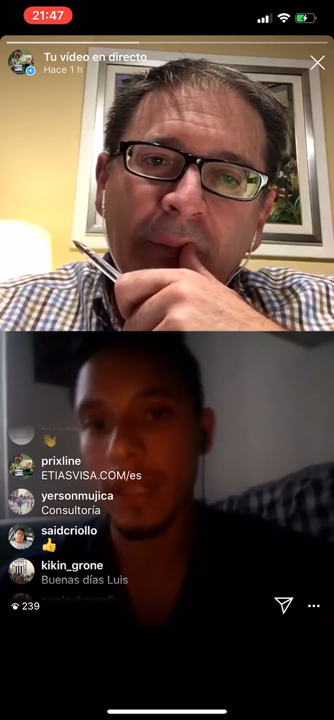 21:47
Tu vídeo en directo
Hace 1 h
prixline
ETIASVISA.COM/es
yersonmujica
Consultoría
saidcriollo
kikin_grone
Buenas días Luis
239